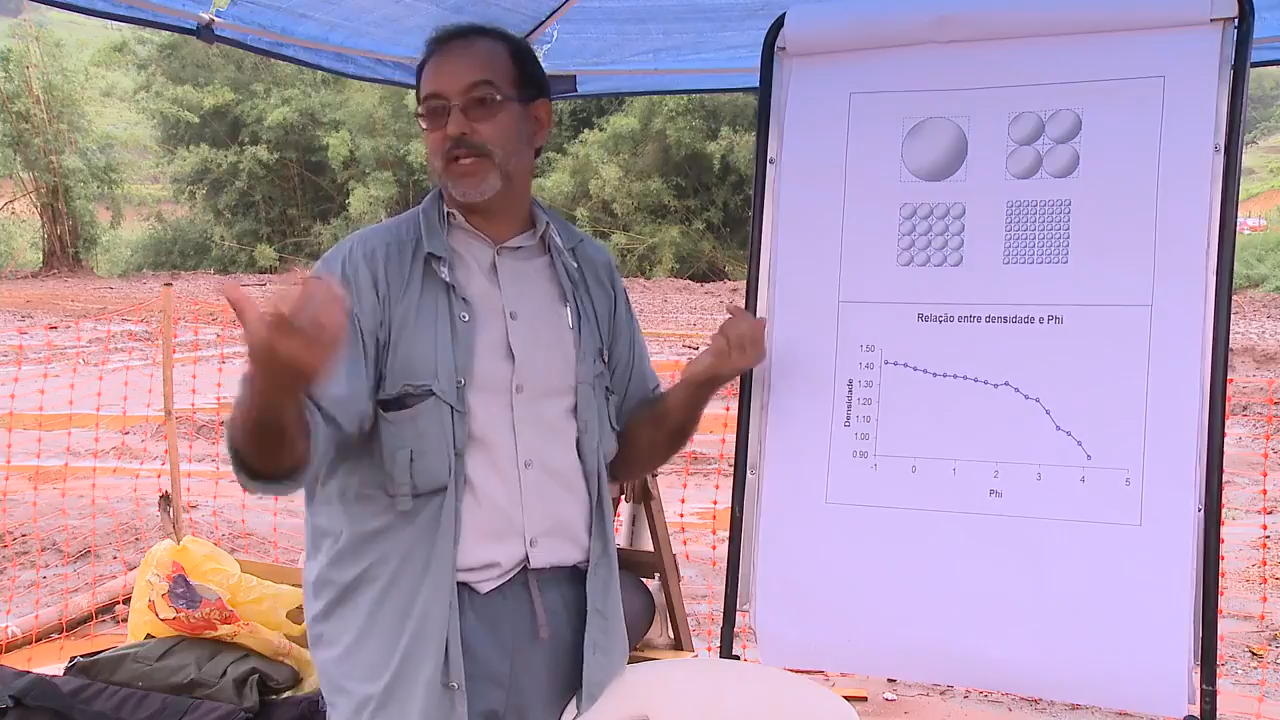 Relação entre densidade e Phi
1.50
1.40
1.30
1.20
1.10
1.00
0.90
Densidade
-1 0 1 2 3 4 5
Phi